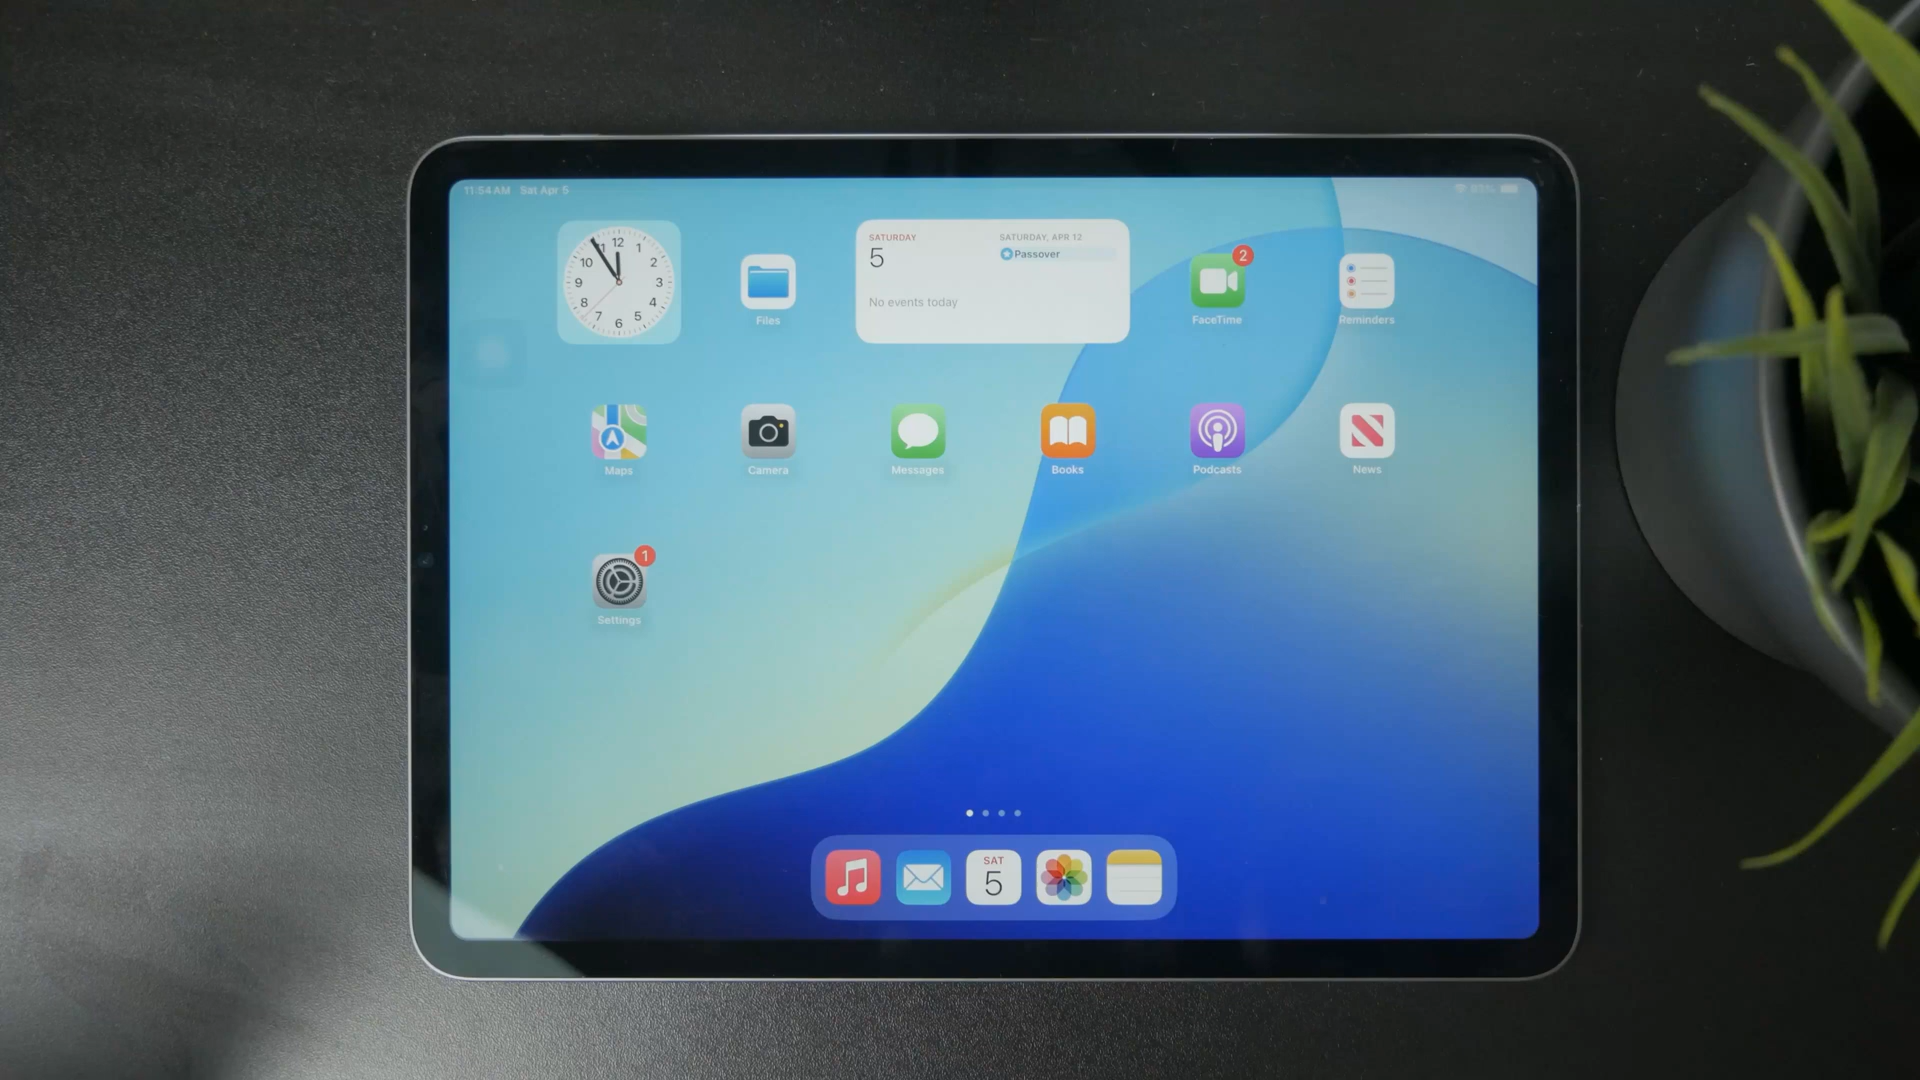 11:54 AM Sat Apr 5
12
11 1
10 2
9 3
8 4
7 5
6
Files
SATURDAY
5
No events today
SATURDAY, APR 12
Passover
2
FaceTime
Reminders
Maps
Camera
Messages
Books
Podcasts
News
1
Settings
SAT
5